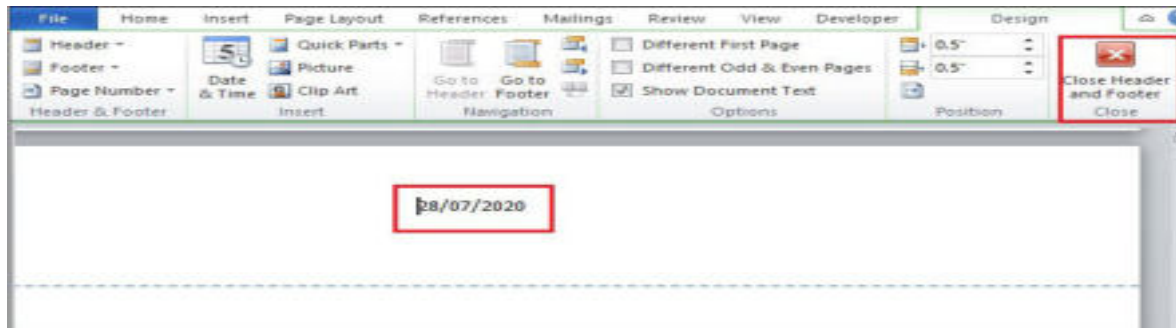 File Home Insert Page Layout References Mailings Review View Developer Design
Header Quick Parts Different First Page 0.5"
Footer Picture Different Odd & Even Pages 0.5"
Page Number Date & Time Clip Art Go to Header Go to Footer Show Document Text Close Header and Footer
Header & Footer Insert Navigation Options Position Close
28/07/2020